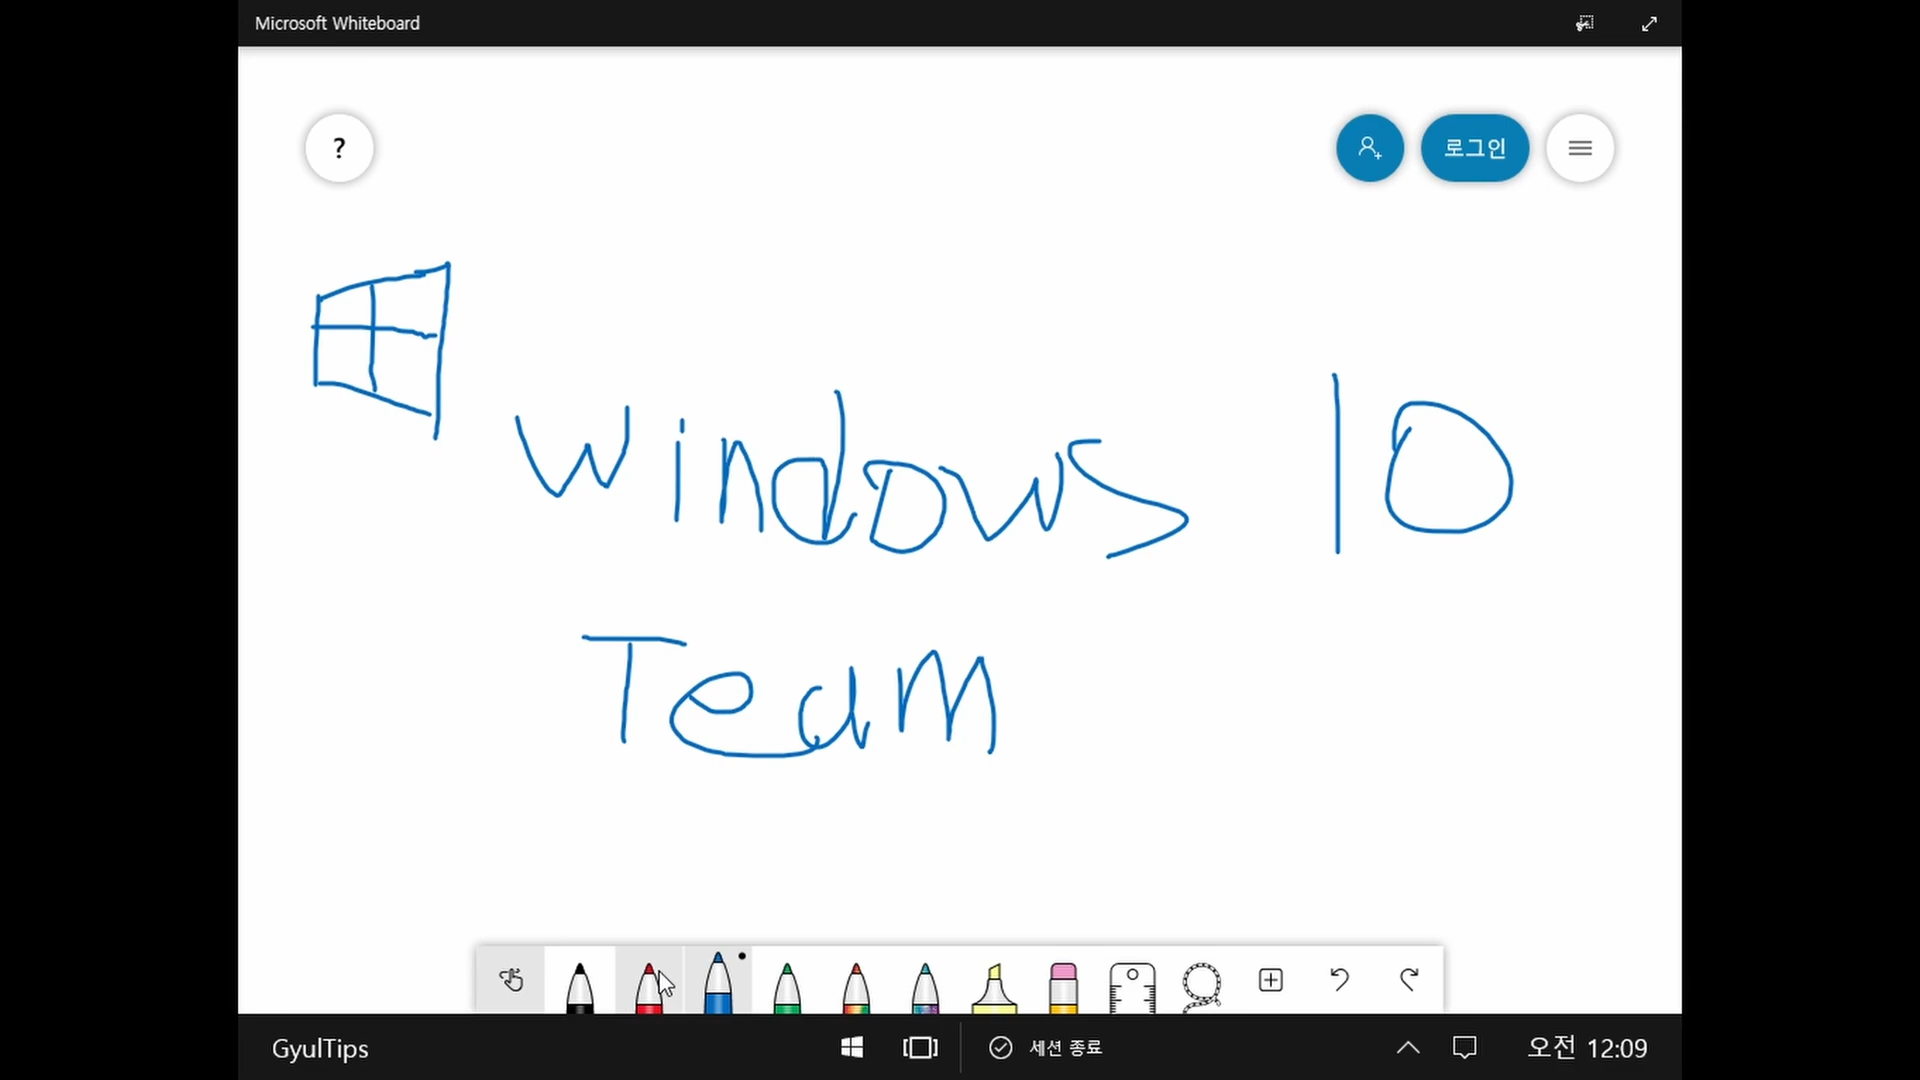 Microsoft Whiteboard
?
로그인
Windows 10
Team
GyulTips
세션 종료
오전 12:09